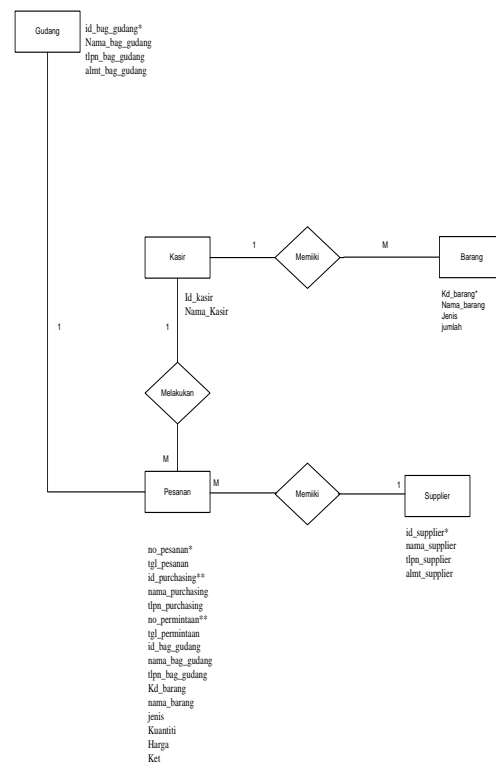 Gudang
id_bag_gudang*
Nama_bag_gudang
tlpn_bag_gudang
almt_bag_gudang
Kasir
1
Memiiki
M
Barang
Id_kasir
Nama_Kasir
Kd_barang*
Nama_barang
Jenis
jumlah
1
1
Melakukan
M
Pesanan
M
Memiiki
1
Supplier
no_pesanan*
tgl_pesanan
id_purchasing**
nama_purchasing
tlpn_purchasing
no_permintaan**
tgl_permintaan
id_bag_gudang
nama_bag_gudang
tlpn_bag_gudang
Kd_barang
nama_barang
jenis
Kuantiti
Harga
Ket
id_supplier*
nama_supplier
tlpn_supplier
almt_supplier